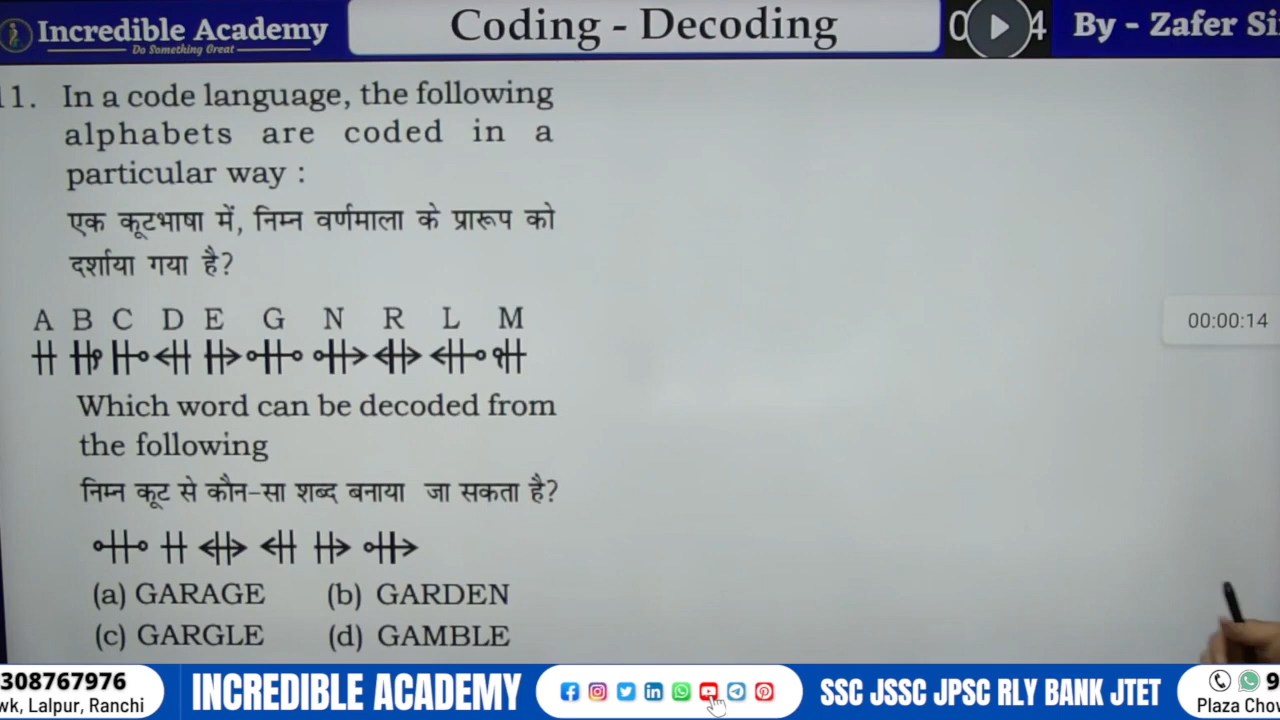 Incredible Academy
Do Something Great
Coding - Decoding
By - Zafer
11. In a code language, the following
alphabets are coded in a
particular way :
एक कूटभाषा में, निम्न वर्णमाला के प्रारूप को
दर्शाया गया है?
A B C D E G N R L M
00:00:14
Which word can be decoded from
the following
निम्न कूट से कौन-सा शब्द बनाया जा सकता है?
(a) GARAGE (b) GARDEN
(c) GARGLE (d) GAMBLE
308767976
Lalpur, Ranchi
INCREDIBLE ACADEMY
SSC JSSC JPSC RLY BANK JTET
9
Plaza